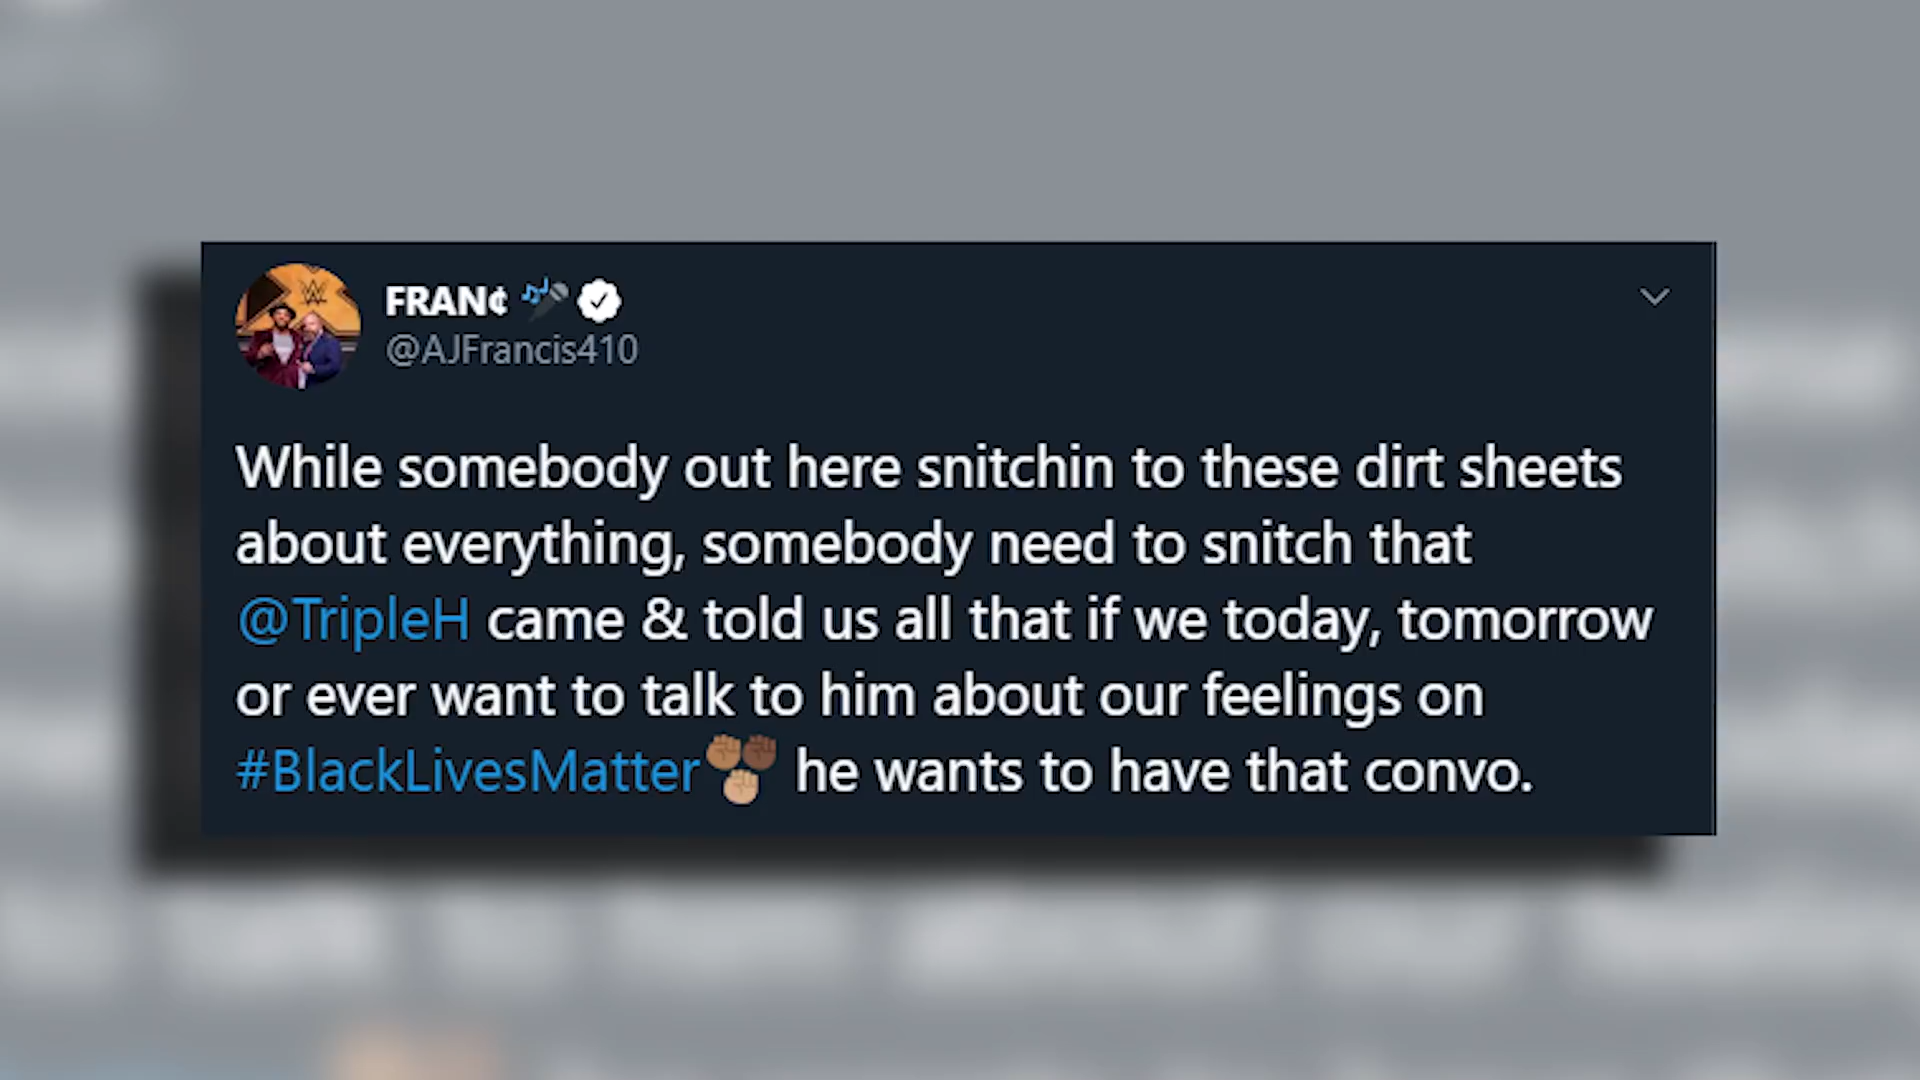 FRAN¢ 🎶🎤
@AJFrancis410
While somebody out here snitchin to these dirt sheets
about everything, somebody need to snitch that
@TripleH came & told us all that if we today, tomorrow
or ever want to talk to him about our feelings on
#BlackLivesMatter✊🏽✊🏿✊🏼 he wants to have that convo.